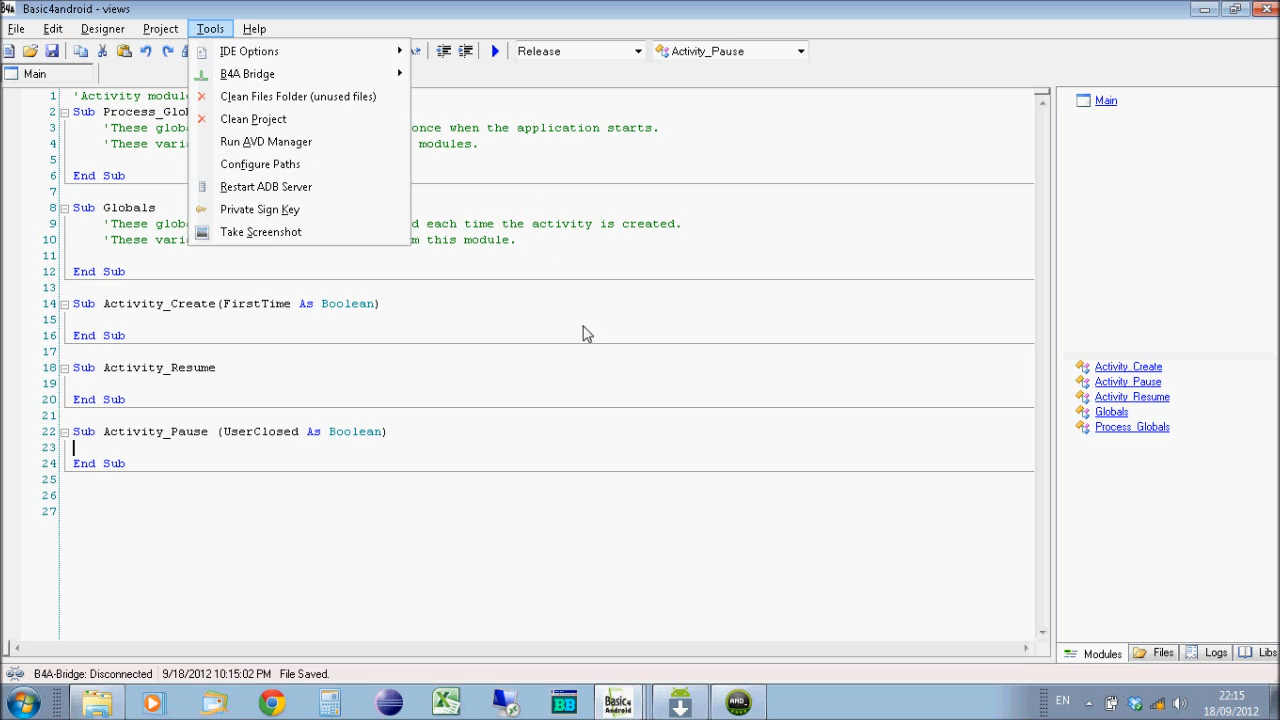 B4A Basic4android - views
File Edit Designer Project Tools Help
Release Activity_Pause
Main
IDE Options
B4A Bridge
Clean Files Folder (unused files)
Clean Project
Run AVD Manager
Configure Paths
Restart ADB Server
Private Sign Key
Take Screenshot
1 'Activity modul
2 Sub Process_Glo
3 'These glob once when the application starts.
4 'These vari modules.
5
6 End Sub
7
8 Sub Globals
9 'These glob d each time the activity is created.
10 'These vari m this module.
11
12 End Sub
13
14 Sub Activity_Create(FirstTime As Boolean)
15
16 End Sub
17
18 Sub Activity_Resume
19
20 End Sub
21
22 Sub Activity_Pause (UserClosed As Boolean)
23
24 End Sub
25
26
27
Main
Activity_Create
Activity_Pause
Activity_Resume
Globals
Process_Globals
Modules Files Logs Libs
B4A-Bridge: Disconnected 9/18/2012 10:15:02 PM File Saved.
BB
Basic4 Android
AND_
EN
22:15
18/09/2012